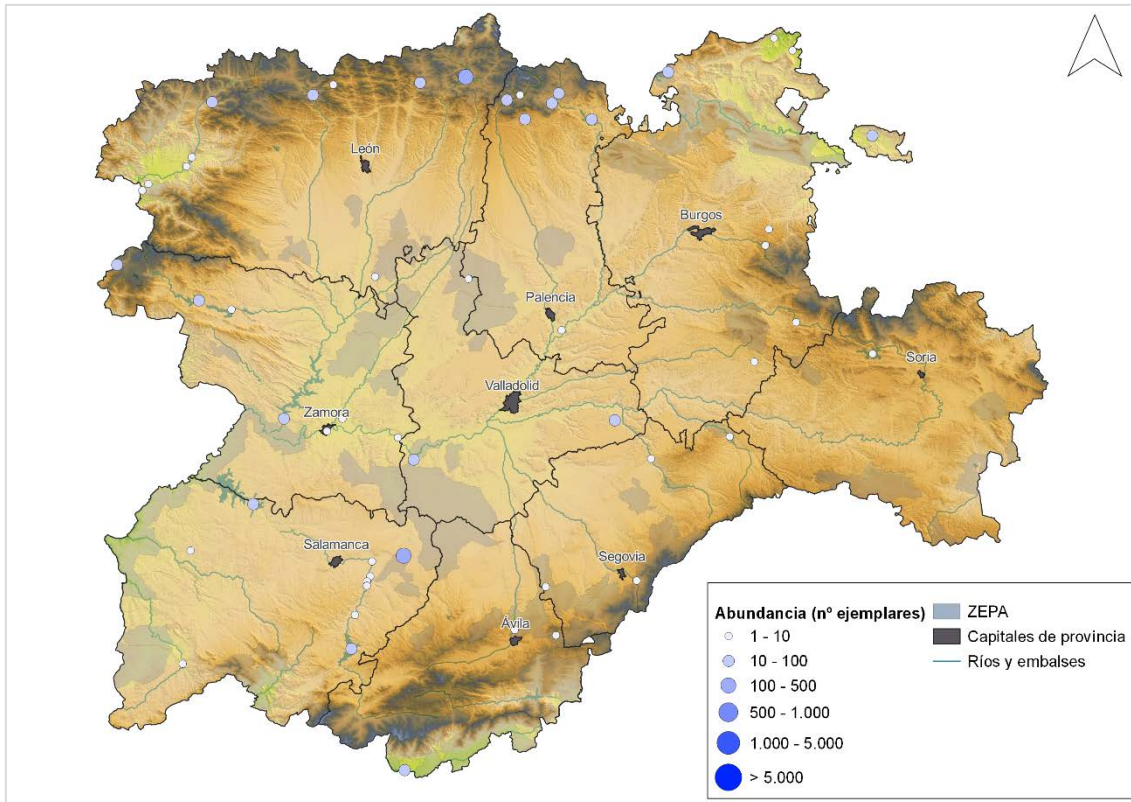 León
Burgos
Palencia
Soria
Valladolid
Zamora
Salamanca
Segovia
Ávila
Abundancia (nº ejemplares)
1 - 10
10 - 100
100 - 500
500 - 1.000
1.000 - 5.000
> 5.000
ZEPA
Capitales de provincia
Ríos y embalses